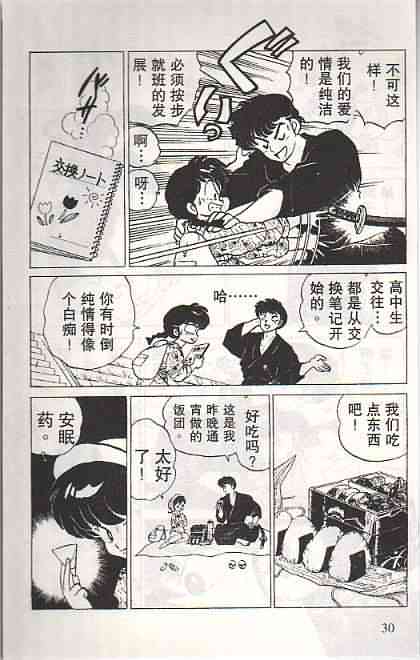 不可这
样！
我们的爱
情是纯洁
的！
必须按步
就班的发
展！
啊…
呀…
交換ノート
高中生
交往…
都是从交
换笔记开
始的。
哈……
你有时倒
纯情得像
个白痴！
我们吃
点东西
吧！
好吃吗？
这是我
昨晚通
宵做的
饭团。
太好
了！
安眠
药。
30